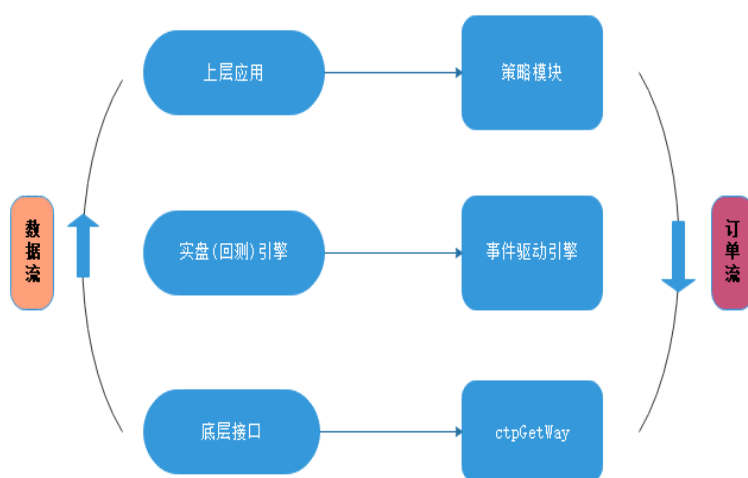 上层应用
策略模块
数据流
实盘(回测)引擎
事件驱动引擎
订单流
底层接口
ctpGetWay